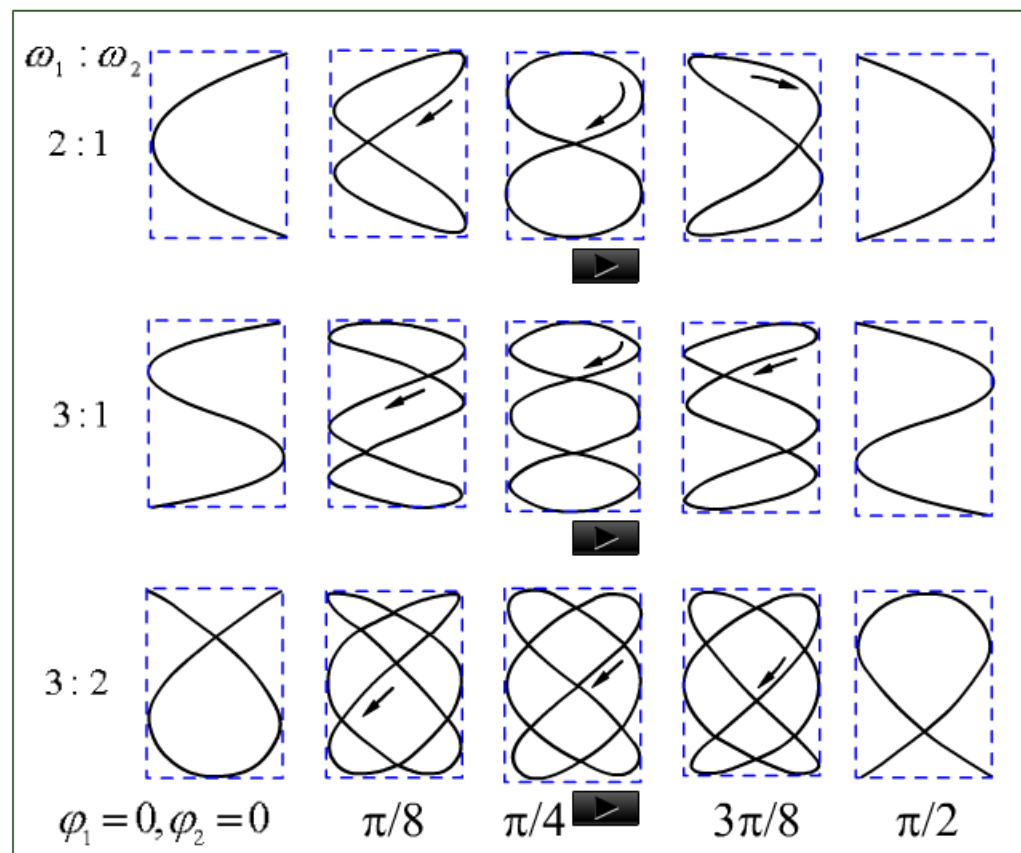 ω₁ : ω₂
2 : 1
3 : 1
3 : 2
φ₁ = 0, φ₂ = 0 π/8 π/4 3π/8 π/2